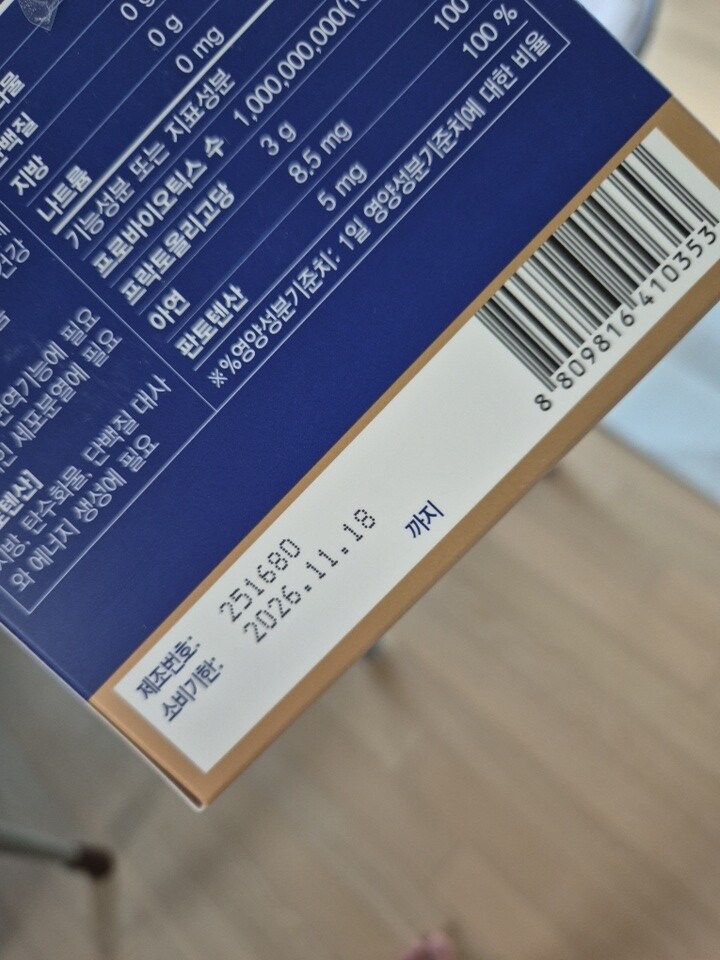 0 g
0 g
지방 0 mg
나트륨
기능성분 또는 지표성분
프로바이오틱스 수 1,000,000,000(10
프락토올리고당 3 g
아연 8.5 mg 100
판토텐산 5 mg 100 %
※%영양성분기준치: 1일 영양성분기준치에 대한 비율
면역기능에 필요
세포분열에 필요
지방, 탄수화물, 단백질 대사
와 에너지 생성에 필요
8 809816 410353
제조번호: 251680
소비기한: 2026.11.18 까지